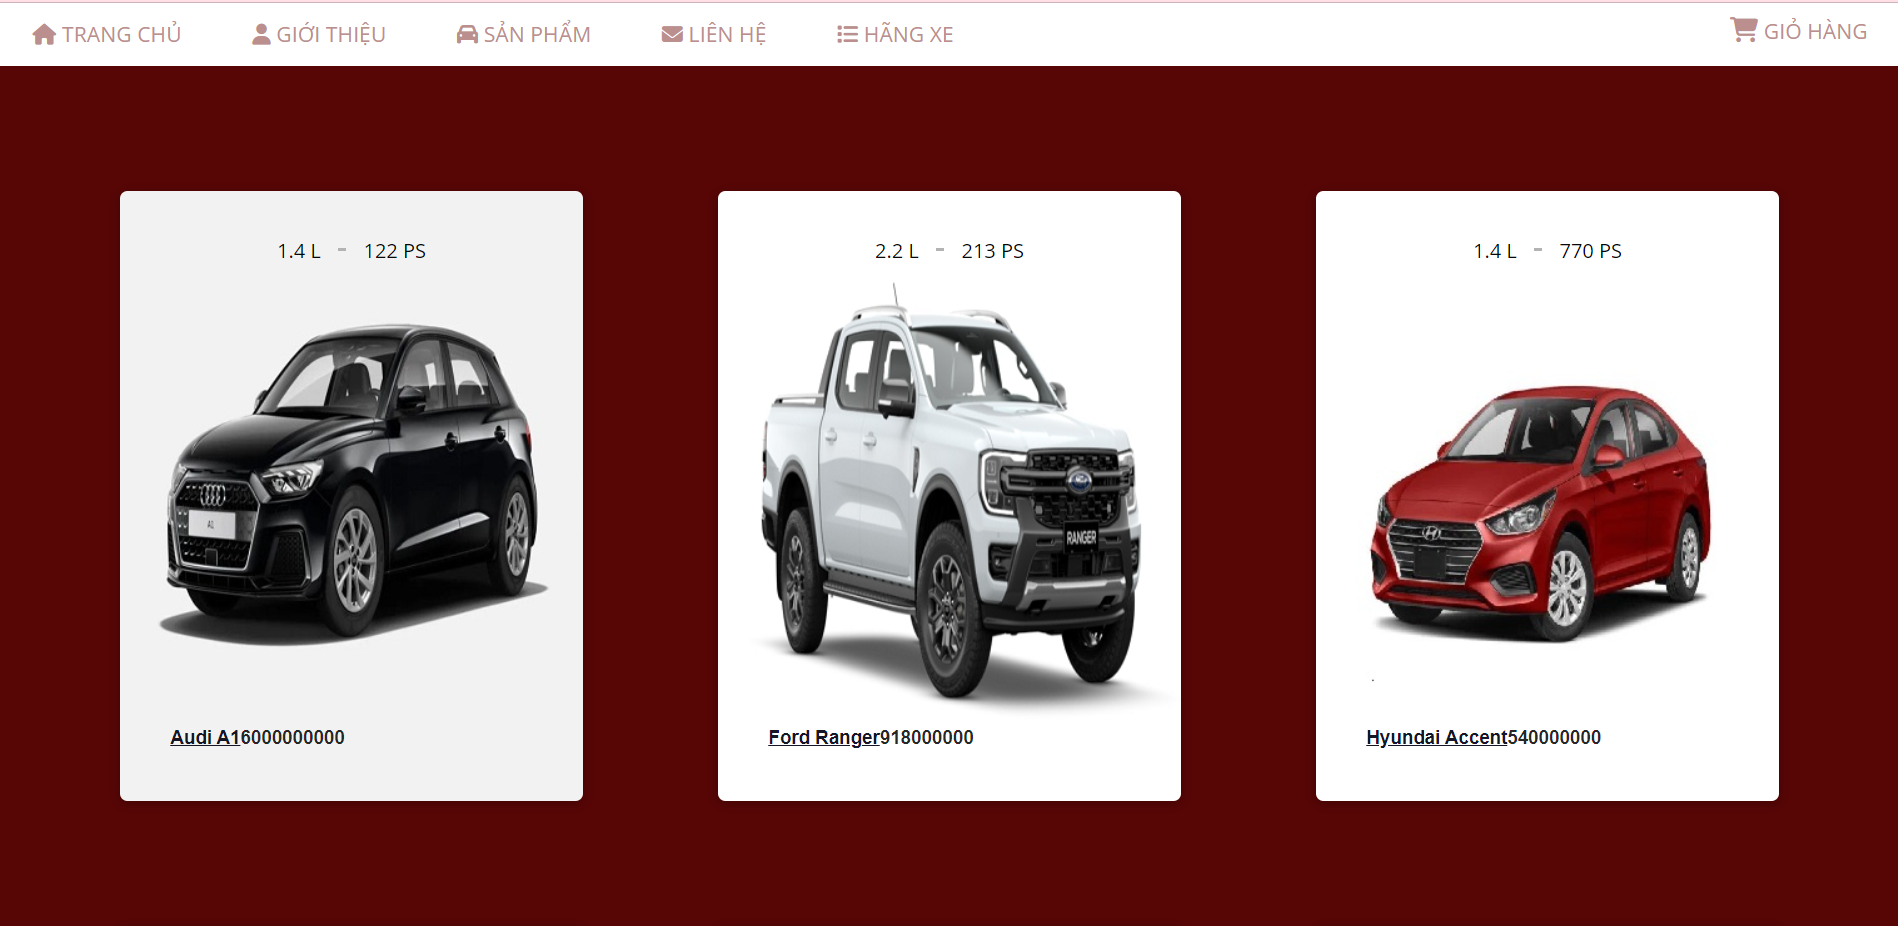 TRANG CHỦ GIỚI THIỆU SẢN PHẨM LIÊN HỆ HÃNG XE GIỎ HÀNG
1.4 L - 122 PS
2.2 L - 213 PS
1.4 L - 770 PS
A1
RANGER
Audi A16000000000
Ford Ranger918000000
Hyundai Accent540000000